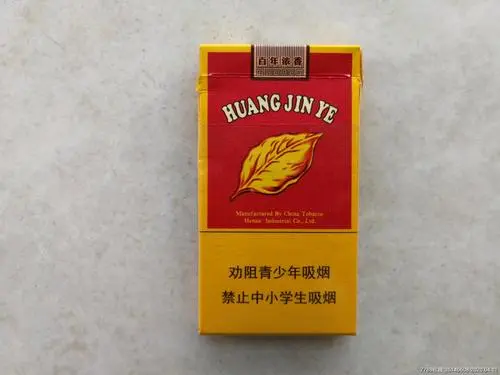 百年浓香
HUANG JIN YE
Manufactured By China Tobacco
Henan Industrial Co., Ltd.
劝阻青少年吸烟
禁止中小学生吸烟